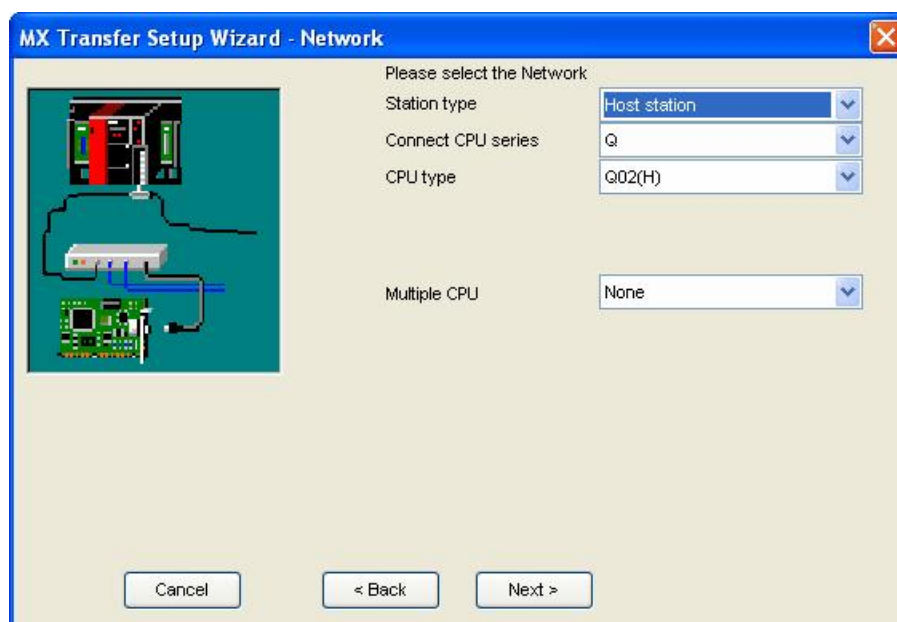 MX Transfer Setup Wizard - Network
Please select the Network
Station type Host station
Connect CPU series Q
CPU type Q02(H)
Multiple CPU None
Cancel < Back Next >